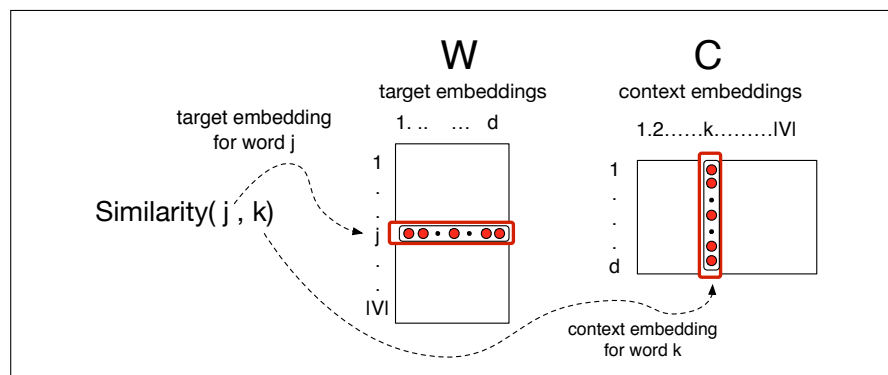 W
target embeddings
1. .. ... d
C
context embeddings
1.2......k.........|V|
target embedding
for word j
Similarity( j , k)
1
.
.
.
j
.
.
|V|
1
.
.
.
.
d
context embedding
for word k